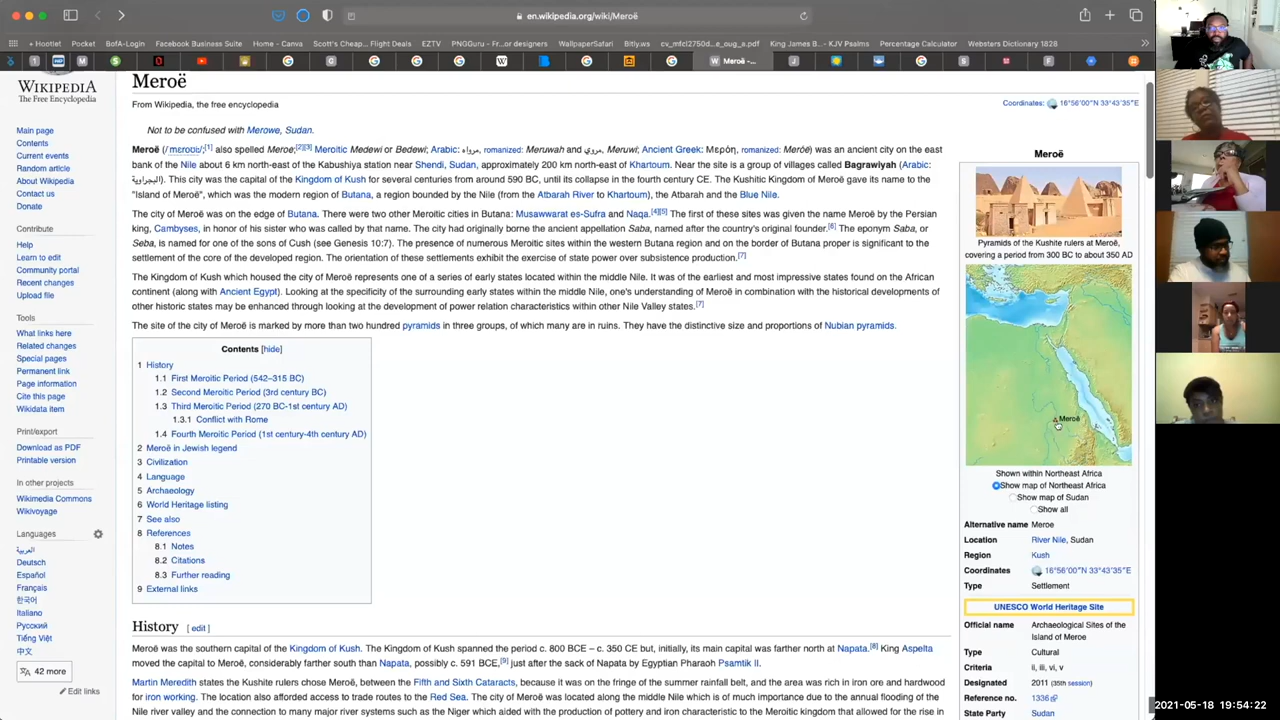 en.wikipedia.org/wiki/Meroë
+ Hootlet Pocket BofA-Login Facebook Business Suite Home - Canva Scott's Cheap...Flight Deals EZTV PNGGuru - F...or designers WallpaperSafari Bitly.ws cv_mfcl2750d...e_oug_a.pdf King James B... - KJV Psalms Percentage Calculator Websters Dictionary 1828
Meroë -...
WIKIPEDIA
The Free Encyclopedia
Main page
Contents
Current events
Random article
About Wikipedia
Contact us
Donate
Contribute
Help
Learn to edit
Community portal
Recent changes
Upload file
Tools
What links here
Related changes
Special pages
Permanent link
Page information
Cite this page
Wikidata item
Print/export
Download as PDF
Printable version
In other projects
Wikimedia Commons
Wikivoyage
Languages
العربية
Deutsch
Español
Français
한국어
Italiano
Русский
Tiếng Việt
中文
42 more
Edit links
Meroë
From Wikipedia, the free encyclopedia
Coordinates: 16°56′00″N 33°43′35″E
Not to be confused with Merowe, Sudan.
Meroë (/ˈmɛroʊiː/;[1] also spelled Meroe;[2][3] Meroitic Medewi or Bedewi; Arabic: مرواه, romanized: Meruwah and مروي, Meruwi; Ancient Greek: Μερόη, romanized: Meróē) was an ancient city on the east
bank of the Nile about 6 km north-east of the Kabushiya station near Shendi, Sudan, approximately 200 km north-east of Khartoum. Near the site is a group of villages called Bagrawiyah (Arabic:
البجراوية). This city was the capital of the Kingdom of Kush for several centuries from around 590 BC, until its collapse in the fourth century CE. The Kushitic Kingdom of Meroë gave its name to the
"Island of Meroë", which was the modern region of Butana, a region bounded by the Nile (from the Atbarah River to Khartoum), the Atbarah and the Blue Nile.
The city of Meroë was on the edge of Butana. There were two other Meroitic cities in Butana: Musawwarat es-Sufra and Naqa.[4][5] The first of these sites was given the name Meroë by the Persian
king, Cambyses, in honor of his sister who was called by that name. The city had originally borne the ancient appellation Saba, named after the country's original founder.[6] The eponym Saba, or
Seba, is named for one of the sons of Cush (see Genesis 10:7). The presence of numerous Meroitic sites within the western Butana region and on the border of Butana proper is significant to the
settlement of the core of the developed region. The orientation of these settlements exhibit the exercise of state power over subsistence production.[7]
The Kingdom of Kush which housed the city of Meroë represents one of a series of early states located within the middle Nile. It was of the earliest and most impressive states found on the African
continent (along with Ancient Egypt). Looking at the specificity of the surrounding early states within the middle Nile, one's understanding of Meroë in combination with the historical developments of
other historic states may be enhanced through looking at the development of power relation characteristics within other Nile Valley states.[7]
The site of the city of Meroë is marked by more than two hundred pyramids in three groups, of which many are in ruins. They have the distinctive size and proportions of Nubian pyramids.
Contents [hide]
1 History
1.1 First Meroitic Period (542–315 BC)
1.2 Second Meroitic Period (3rd century BC)
1.3 Third Meroitic Period (270 BC-1st century AD)
1.3.1 Conflict with Rome
1.4 Fourth Meroitic Period (1st century-4th century AD)
2 Meroë in Jewish legend
3 Civilization
4 Language
5 Archaeology
6 World Heritage listing
7 See also
8 References
8.1 Notes
8.2 Citations
8.3 Further reading
9 External links
History [ edit ]
Meroë was the southern capital of the Kingdom of Kush. The Kingdom of Kush spanned the period c. 800 BCE – c. 350 CE but, initially, its main capital was farther north at Napata.[8] King Aspelta
moved the capital to Meroë, considerably farther south than Napata, possibly c. 591 BCE,[9] just after the sack of Napata by Egyptian Pharaoh Psamtik II.
Martin Meredith states the Kushite rulers chose Meroë, between the Fifth and Sixth Cataracts, because it was on the fringe of the summer rainfall belt, and the area was rich in iron ore and hardwood
for iron working. The location also afforded access to trade routes to the Red Sea. The city of Meroë was located along the middle Nile which is of much importance due to the annual flooding of the
Nile river valley and the connection to many major river systems such as the Niger which aided with the production of pottery and iron characteristic to the Meroitic kingdom that allowed for the rise in
Meroë
Pyramids of the Kushite rulers at Meroë,
covering a period from 300 BC to about 350 AD
Meroë
Shown within Northeast Africa
Show map of Northeast Africa
Show map of Sudan
Show all
Alternative name Meroe
Location River Nile, Sudan
Region Kush
Coordinates 16°56′00″N 33°43′35″E
Type Settlement
UNESCO World Heritage Site
Official name Archaeological Sites of the
Island of Meroe
Type Cultural
Criteria ii, iii, iv, v
Designated 2011 (35th session)
Reference no. 1336
State Party Sudan
2021-05-18 19:54:22